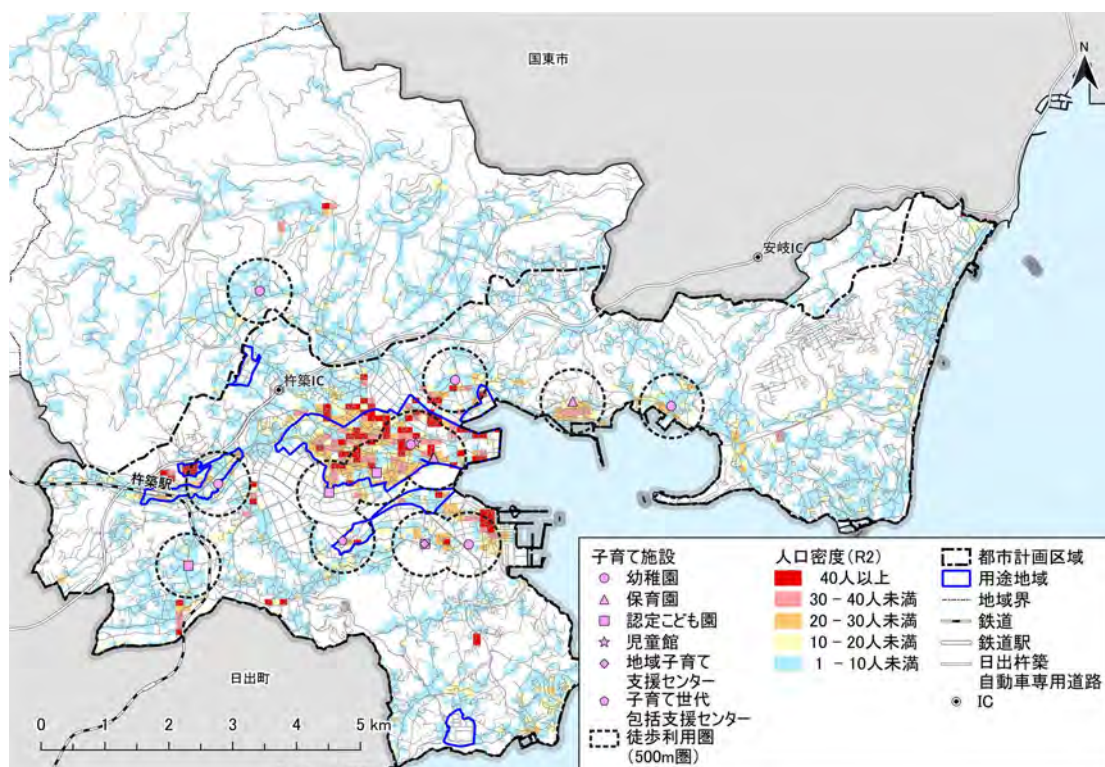 国東市
N
安岐IC
杵築IC
杵築駅
日出町
0 1 2 3 4 5 km
子育て施設
幼稚園
保育園
認定こども園
児童館
地域子育て
支援センター
子育て世代
包括支援センター
徒歩利用圏
(500m圏)
人口密度(R2)
40人以上
30-40人未満
20-30人未満
10-20人未満
1-10人未満
都市計画区域
用途地域
地域界
鉄道
鉄道駅
日出杵築
自動車専用道路
IC